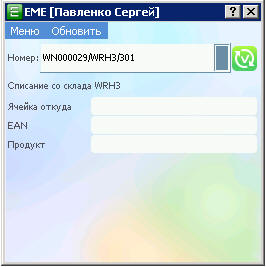 EME [Павленко Сергей]
Меню Обновить
Номер: WN000029/WRH3/301
Списание со склада WRH3
Ячейка откуда
EAN
Продукт